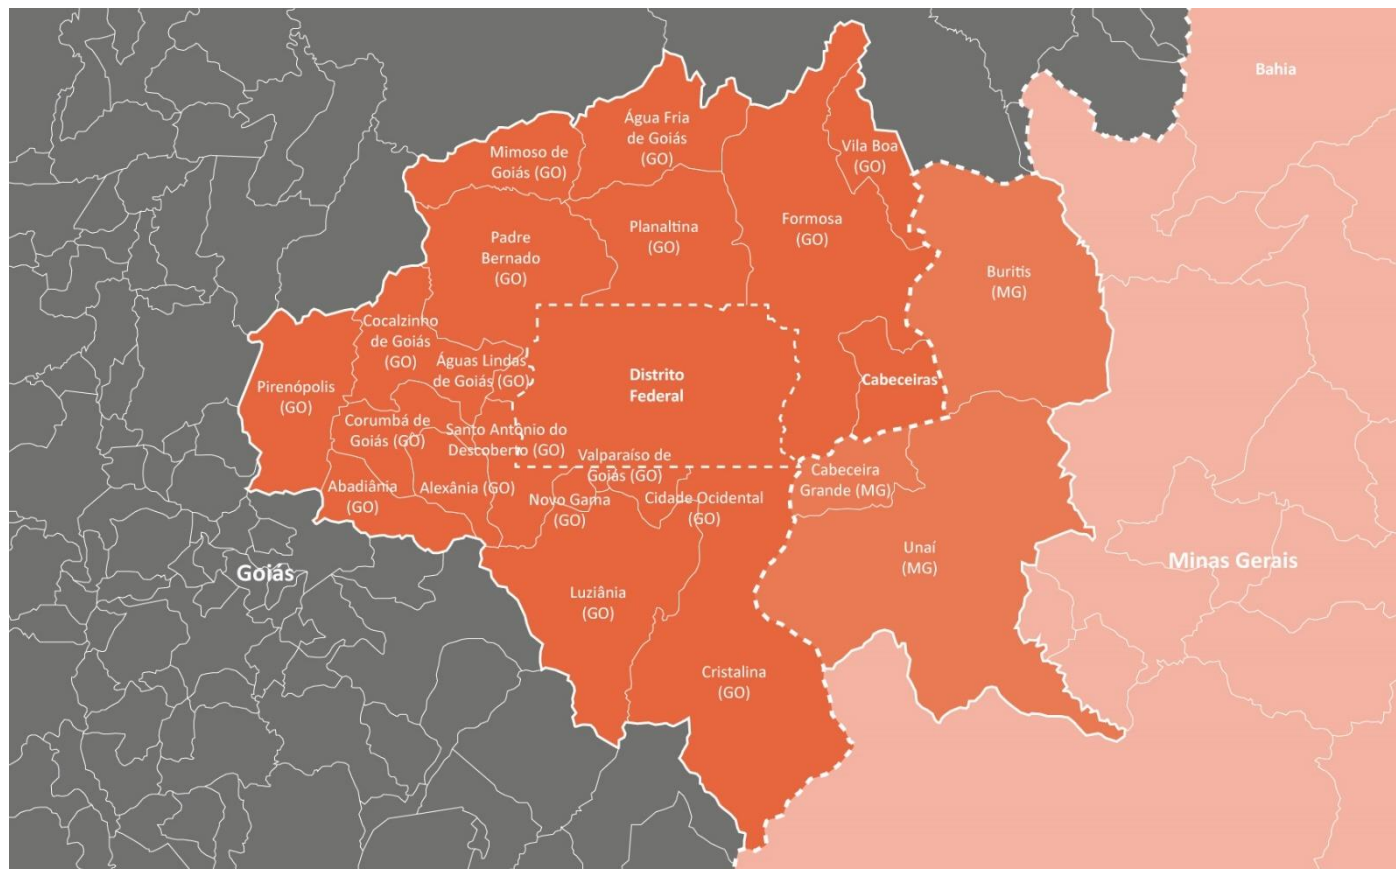 Bahia
Água Fria
de Goiás
(GO)
Mimoso de
Goiás (GO)
Vila Boa
(GO)
Formosa
(GO)
Planaltina
(GO)
Padre
Bernado
(GO)
Buritis
(MG)
Cocalzinho
de Goiás
(GO)
Águas Lindas
de Goiás (GO)
Pirenópolis
(GO)
Distrito
Federal
Cabeceiras
Corumbá de
Goiás (GO)
Santo Antônio do
Descoberto (GO)
Valparaíso de
Goiás (GO)
Cabeceira
Grande (MG)
Abadiânia
(GO)
Alexânia (GO)
Novo Gama
(GO)
Cidade Ocidental
(GO)
Unaí
(MG)
Minas Gerais
Goiás
Luziânia
(GO)
Cristalina
(GO)